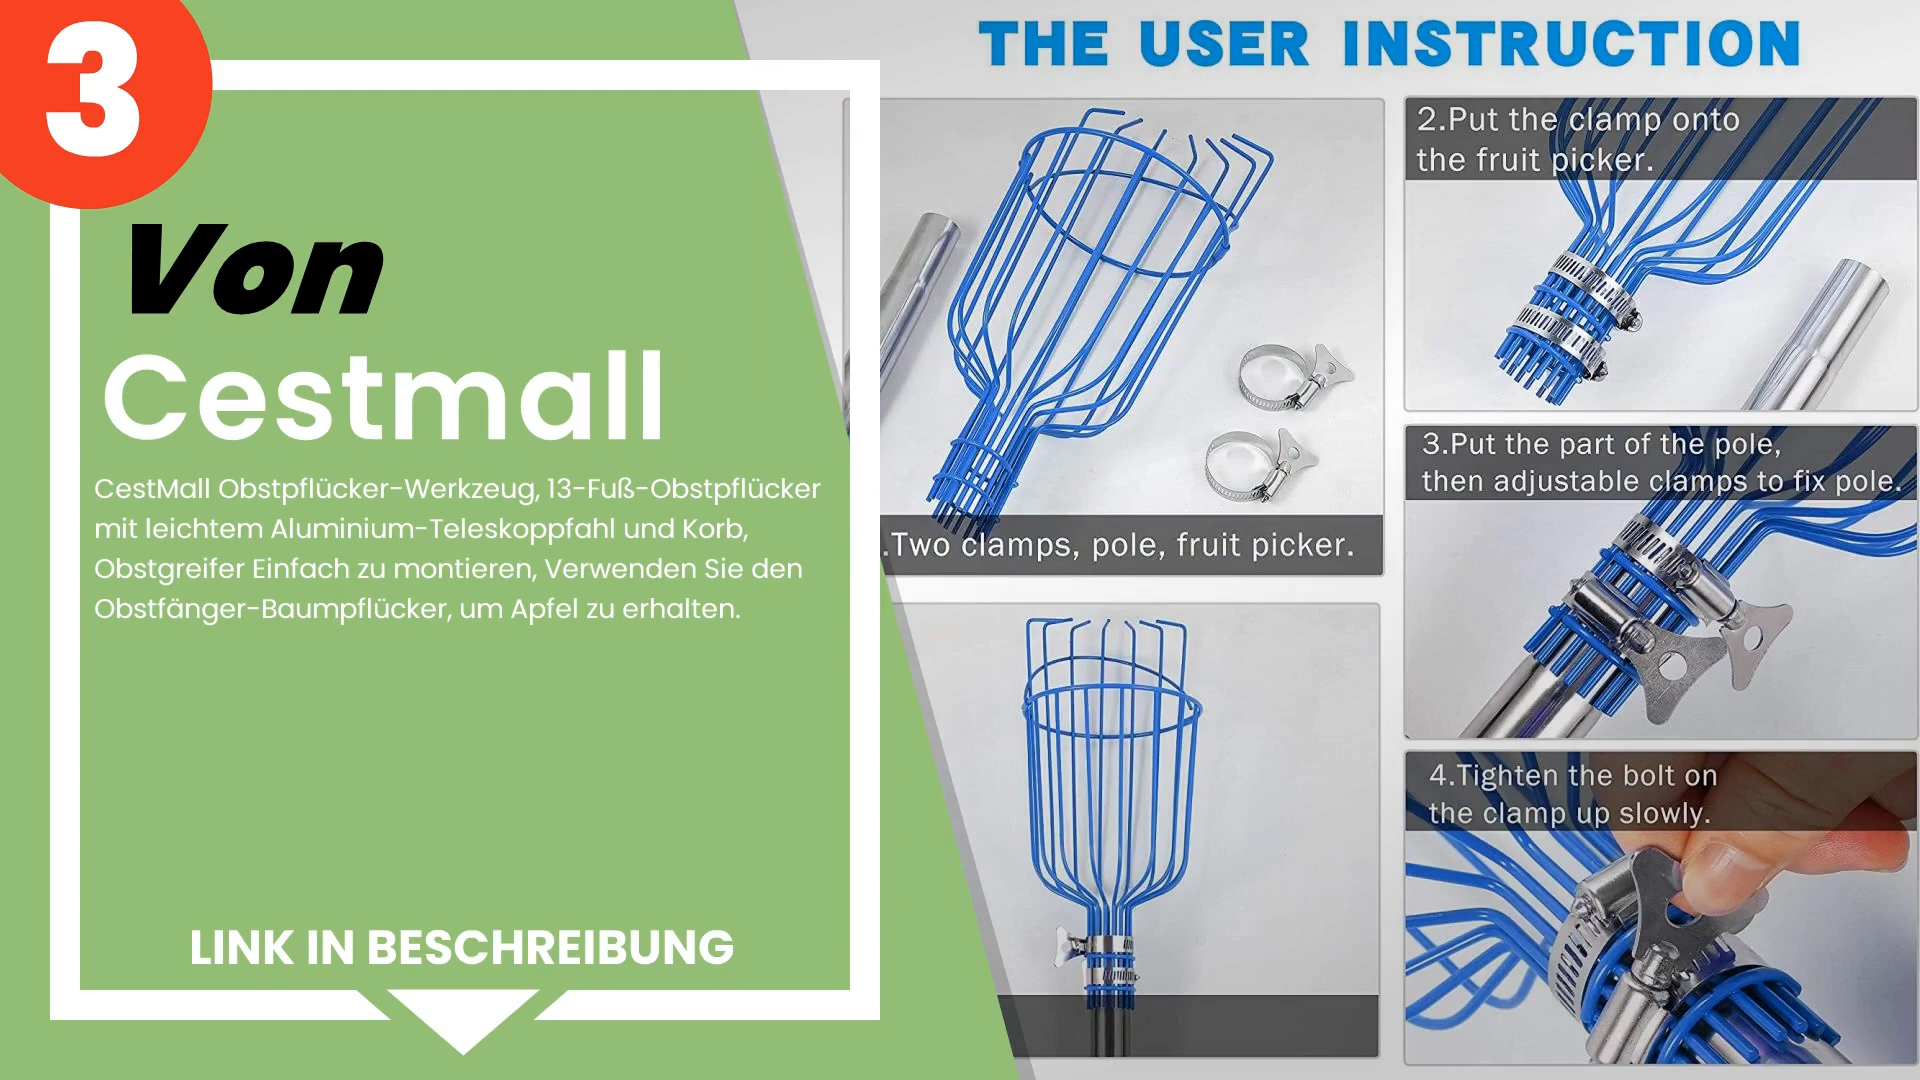 3
Von
Cestmall
CestMall Obstpflücker-Werkzeug, 13-Fuß-Obstpflücker
mit leichtem Aluminium-Teleskoppfahl und Korb,
Obstgreifer Einfach zu montieren, Verwenden Sie den
Obstfänger-Baumpflücker, um Apfel zu erhalten.
LINK IN BESCHREIBUNG
THE USER INSTRUCTION
.Two clamps, pole, fruit picker.
2.Put the clamp onto
the fruit picker.
3.Put the part of the pole,
then adjustable clamps to fix pole.
4.Tighten the bolt on
the clamp up slowly.